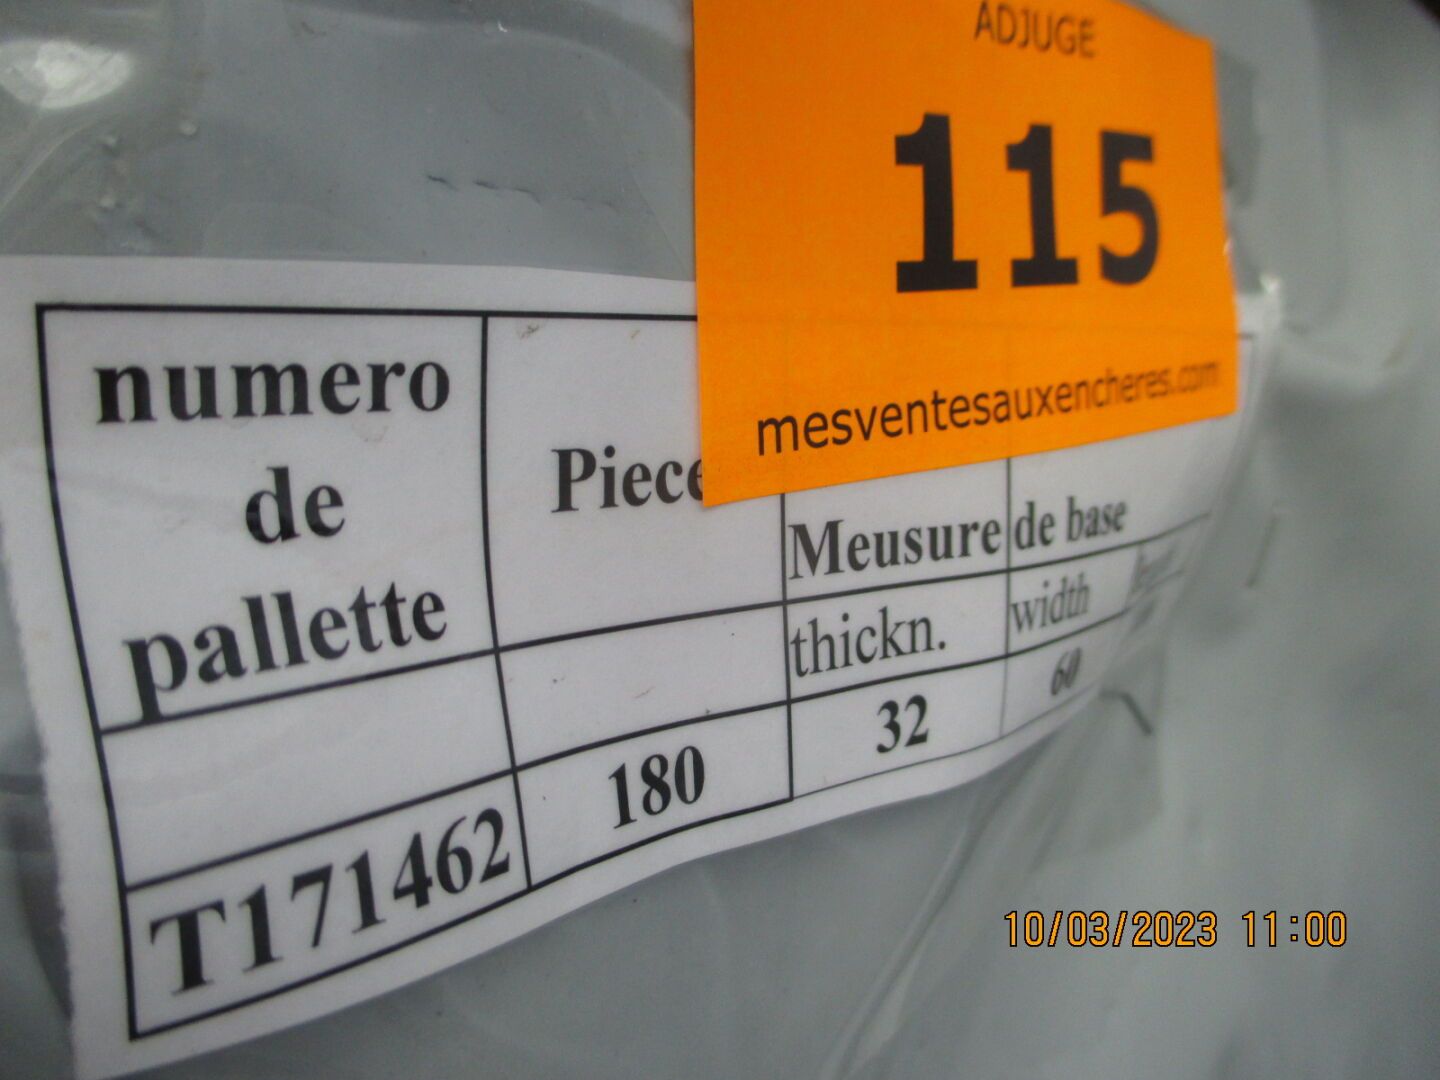 ADJUGE
115
mesventesauxencheres.com
numero
de
pallette
Piece
Meusure de base
thickn. width
T171462 180 32 60
10/03/2023 11:00